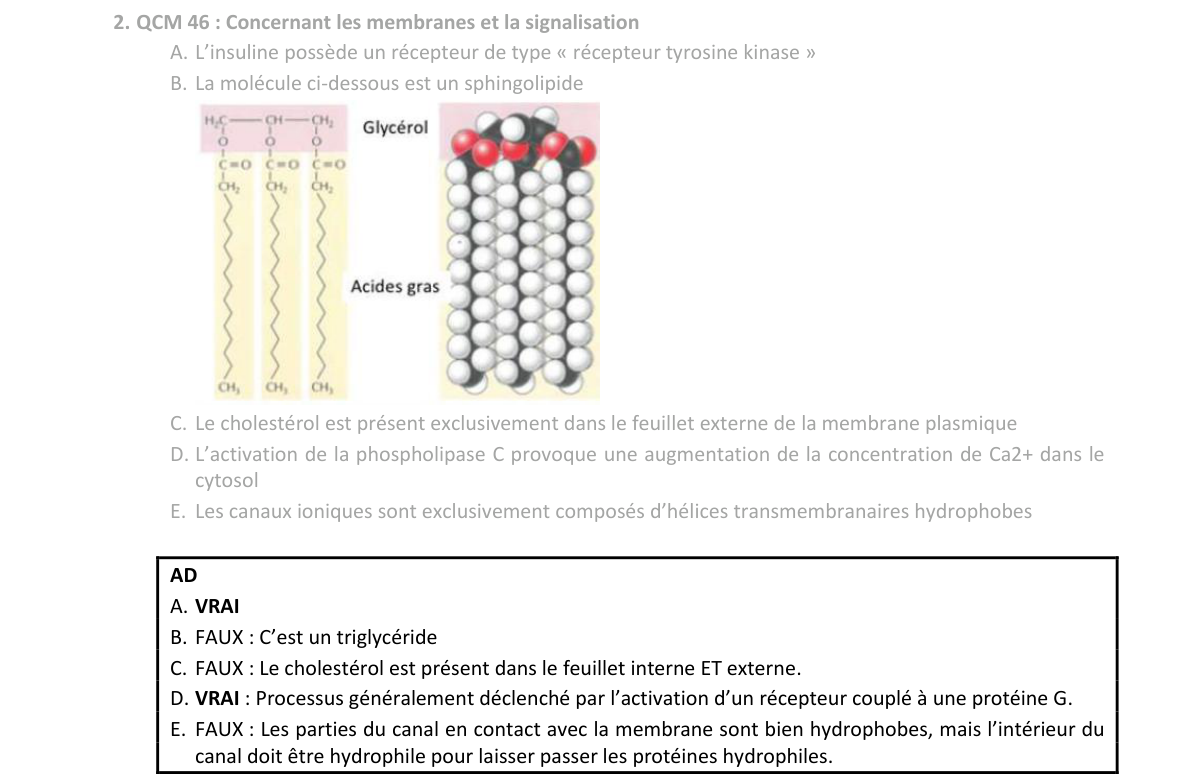 2. QCM 46 : Concernant les membranes et la signalisation
A. L’insuline possède un récepteur de type « récepteur tyrosine kinase »
B. La molécule ci-dessous est un sphingolipide
H₂C — CH — CH₂
Glycérol
O O O
C=O C=O C=O
CH₂ CH₂ CH₂
Acides gras
CH₃ CH₃ CH₃
C. Le cholestérol est présent exclusivement dans le feuillet externe de la membrane plasmique
D. L’activation de la phospholipase C provoque une augmentation de la concentration de Ca2+ dans le
cytosol
E. Les canaux ioniques sont exclusivement composés d’hélices transmembranaires hydrophobes
AD
A. VRAI
B. FAUX : C’est un triglycéride
C. FAUX : Le cholestérol est présent dans le feuillet interne ET externe.
D. VRAI : Processus généralement déclenché par l’activation d’un récepteur couplé à une protéine G.
E. FAUX : Les parties du canal en contact avec la membrane sont bien hydrophobes, mais l’intérieur du
canal doit être hydrophile pour laisser passer les protéines hydrophiles.